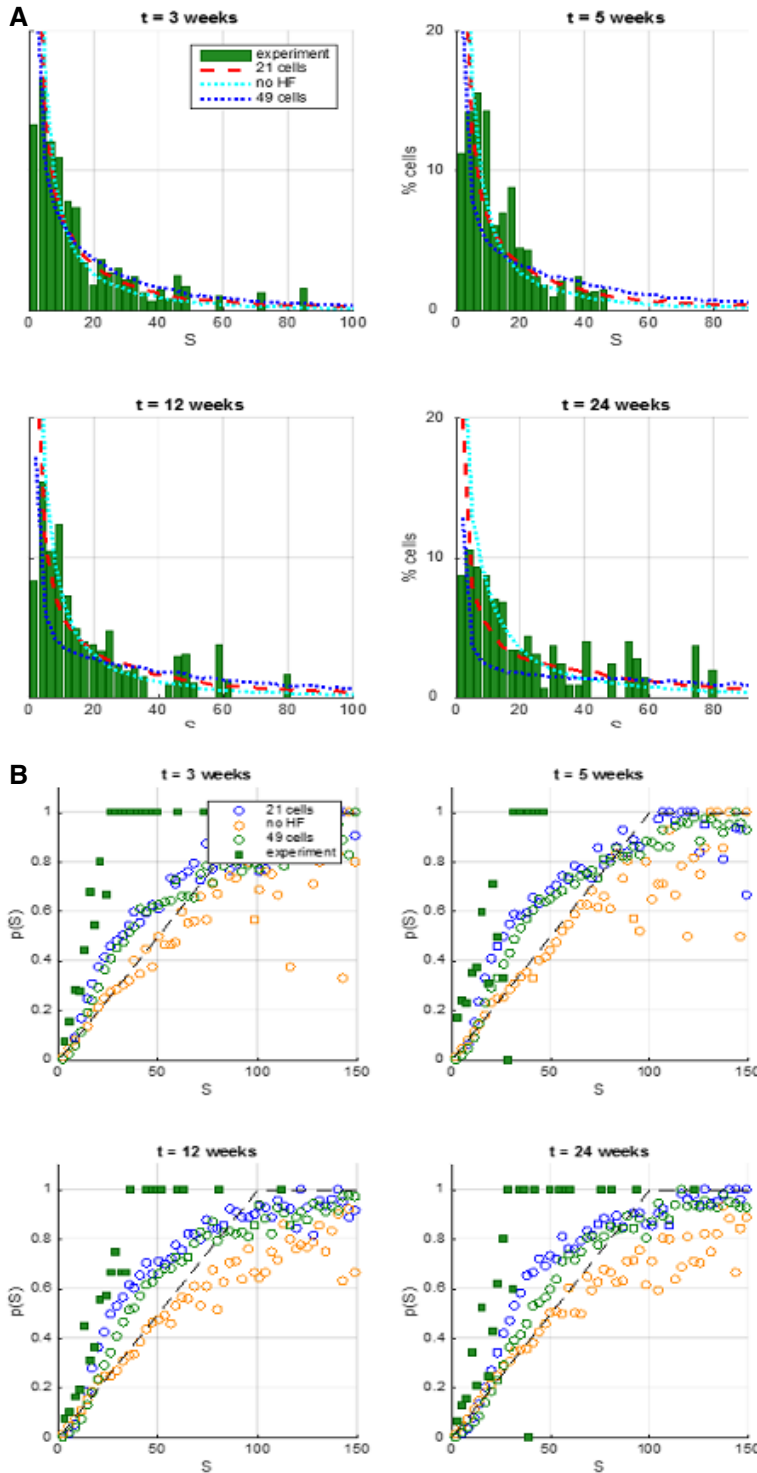 A
t = 3 weeks
experiment
21 cells
no HF
49 cells
0 20 40 60 80 100
S
t = 5 weeks
20
10
0
% cells
0 20 40 60 80
S
t = 12 weeks
0 20 40 60 80 100
S
t = 24 weeks
20
10
0
% cells
0 20 40 60 80
S
B
t = 3 weeks
1
0.8
0.6
0.4
0.2
0
p(S)
21 cells
no HF
49 cells
experiment
0 50 100 150
S
t = 5 weeks
1
0.8
0.6
0.4
0.2
0
p(S)
0 50 100 150
S
t = 12 weeks
1
0.8
0.6
0.4
0.2
0
p(S)
0 50 100 150
S
t = 24 weeks
1
0.8
0.6
0.4
0.2
0
p(S)
0 50 100 150
S